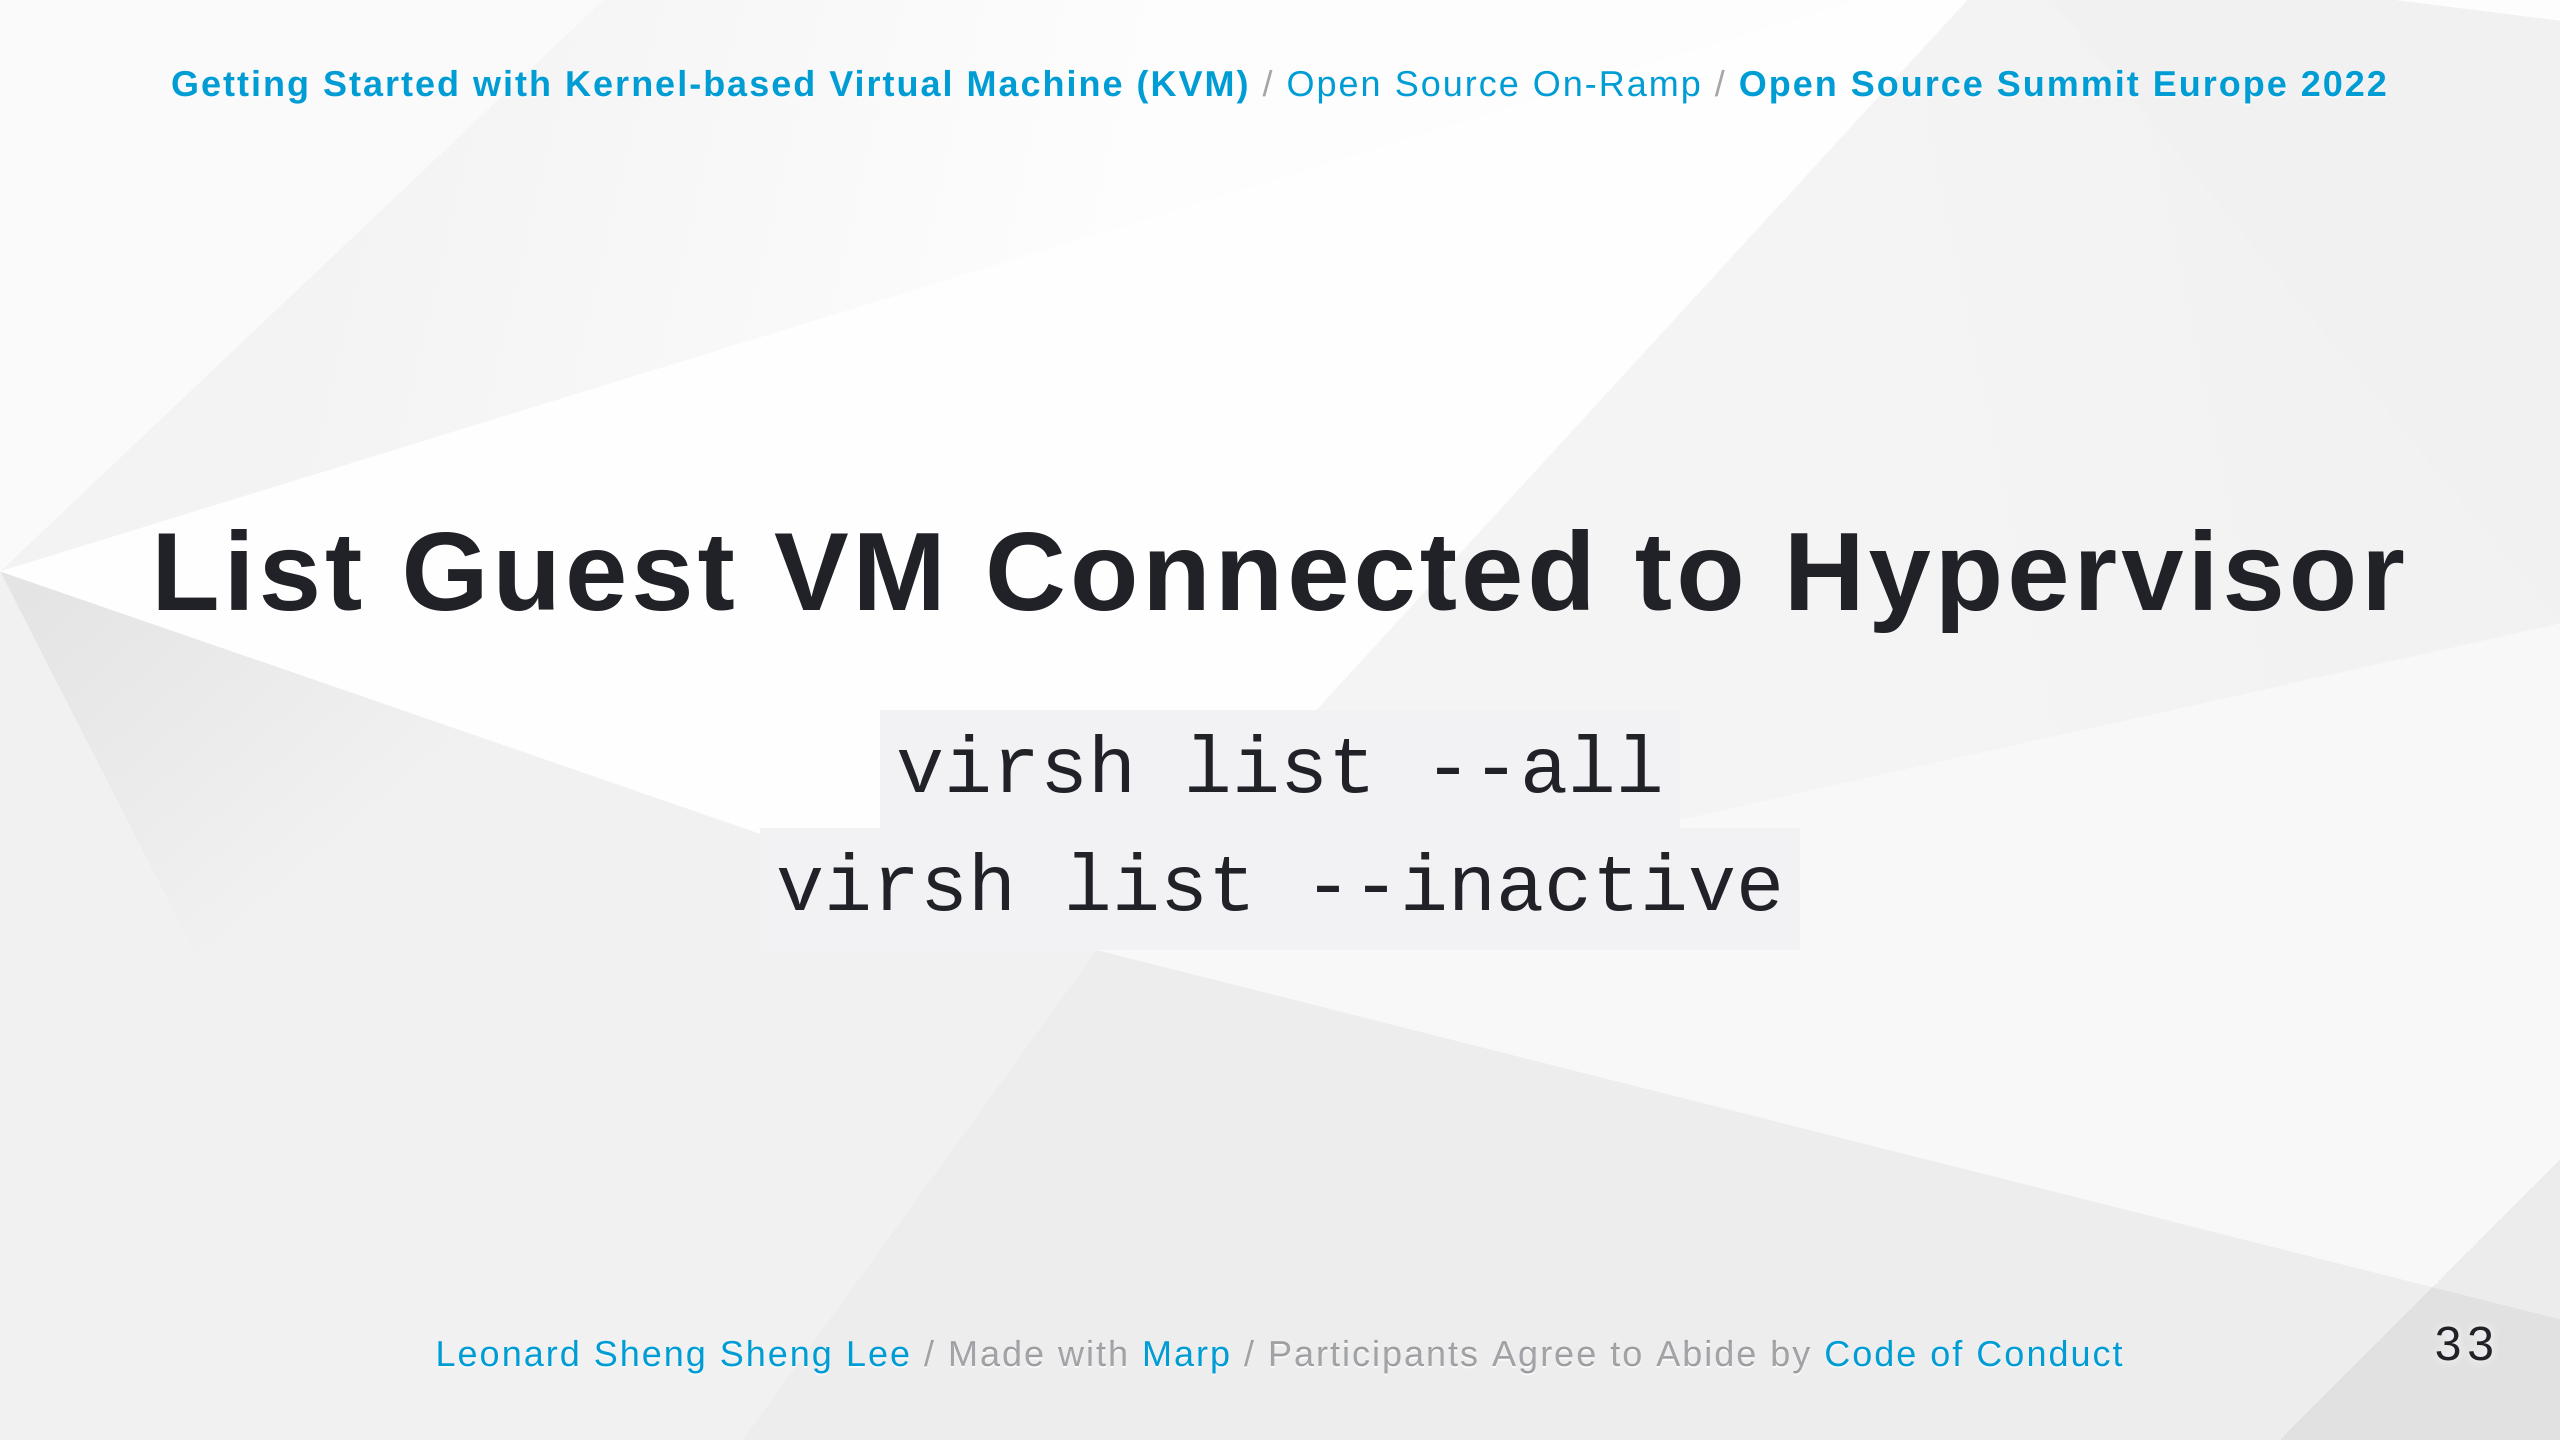 Getting Started with Kernel-based Virtual Machine (KVM) / Open Source On-Ramp / Open Source Summit Europe 2022
List Guest VM Connected to Hypervisor
virsh list --all
virsh list --inactive
Leonard Sheng Sheng Lee / Made with Marp / Participants Agree to Abide by Code of Conduct
33